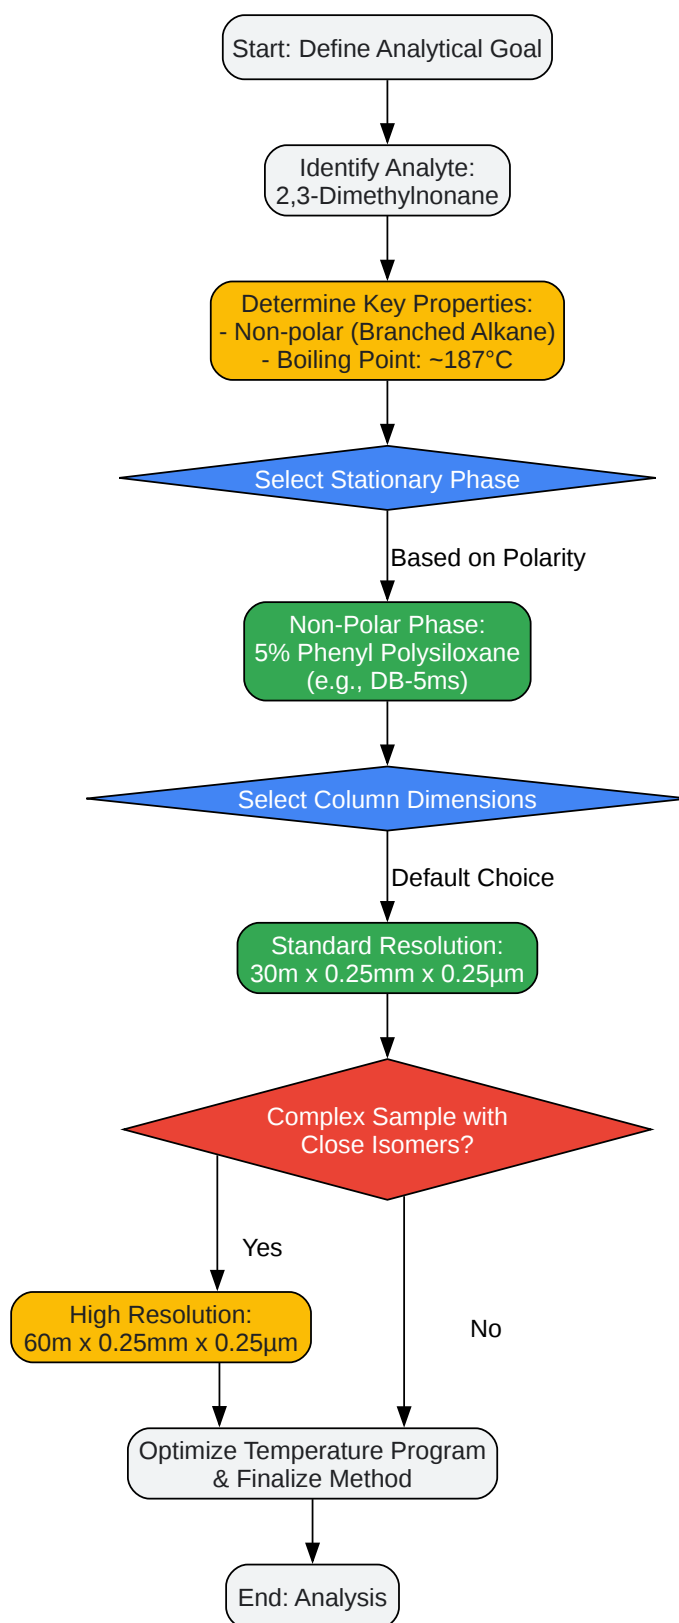 Start: Define Analytical Goal
Identify Analyte:
2,3-Dimethylnonane
Determine Key Properties:
- Non-polar (Branched Alkane)
- Boiling Point: ~187°C
Select Stationary Phase
Based on Polarity
Non-Polar Phase:
5% Phenyl Polysiloxane
(e.g., DB-5ms)
Select Column Dimensions
Default Choice
Standard Resolution:
30m x 0.25mm x 0.25µm
Complex Sample with
Close Isomers?
Yes
High Resolution:
60m x 0.25mm x 0.25µm
No
Optimize Temperature Program
& Finalize Method
End: Analysis